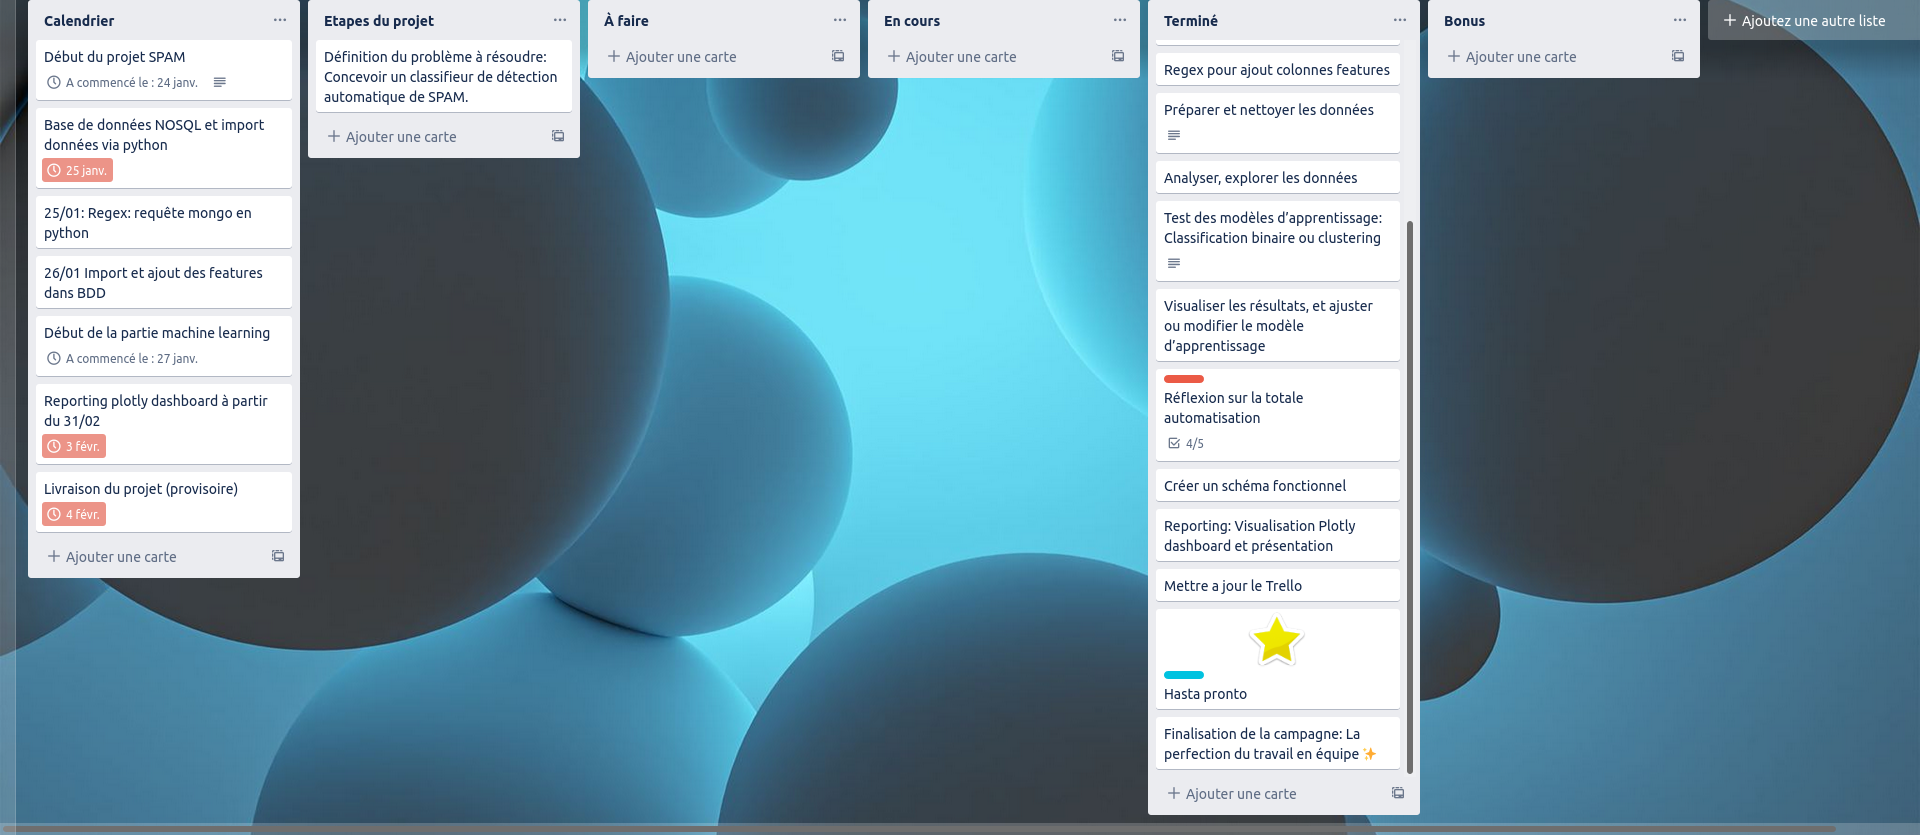 Calendrier
Début du projet SPAM
A commencé le : 24 janv.
Base de données NOSQL et import
données via python
25 janv.
25/01: Regex: requête mongo en
python
26/01 Import et ajout des features
dans BDD
Début de la partie machine learning
A commencé le : 27 janv.
Reporting plotly dashboard à partir
du 31/02
3 févr.
Livraison du projet (provisoire)
4 févr.
Ajouter une carte
Etapes du projet
Définition du problème à résoudre:
Concevoir un classifieur de détection
automatique de SPAM.
Ajouter une carte
À faire
Ajouter une carte
En cours
Ajouter une carte
Terminé
Regex pour ajout colonnes features
Préparer et nettoyer les données
Analyser, explorer les données
Test des modèles d’apprentissage:
Classification binaire ou clustering
Visualiser les résultats, et ajuster
ou modifier le modèle
d’apprentissage
Réflexion sur la totale
automatisation
4/5
Créer un schéma fonctionnel
Reporting: Visualisation Plotly
dashboard et présentation
Mettre a jour le Trello
Hasta pronto
Finalisation de la campagne: La
perfection du travail en équipe ✨
Ajouter une carte
Bonus
Ajouter une carte
Ajoutez une autre liste